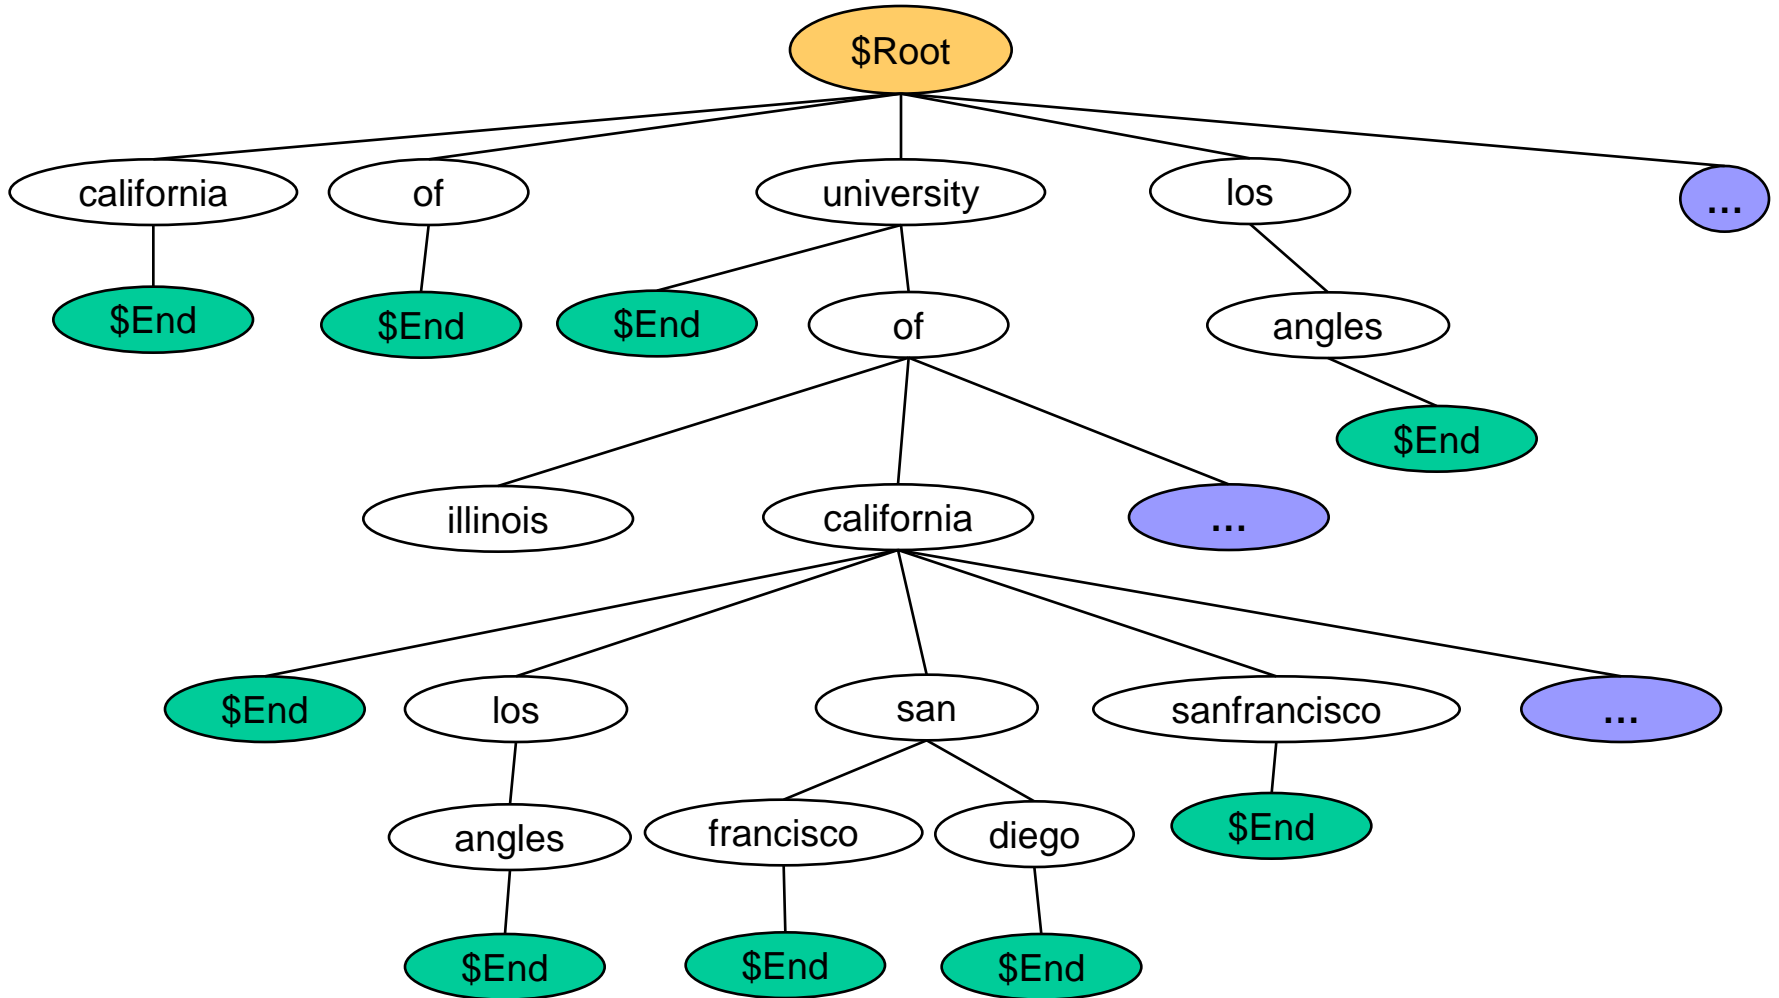 $Root
california
of
university
los
...
$End
$End
$End
of
angles
$End
illinois
california
...
$End
los
san
sanfrancisco
...
angles
francisco
diego
$End
$End
$End
$End